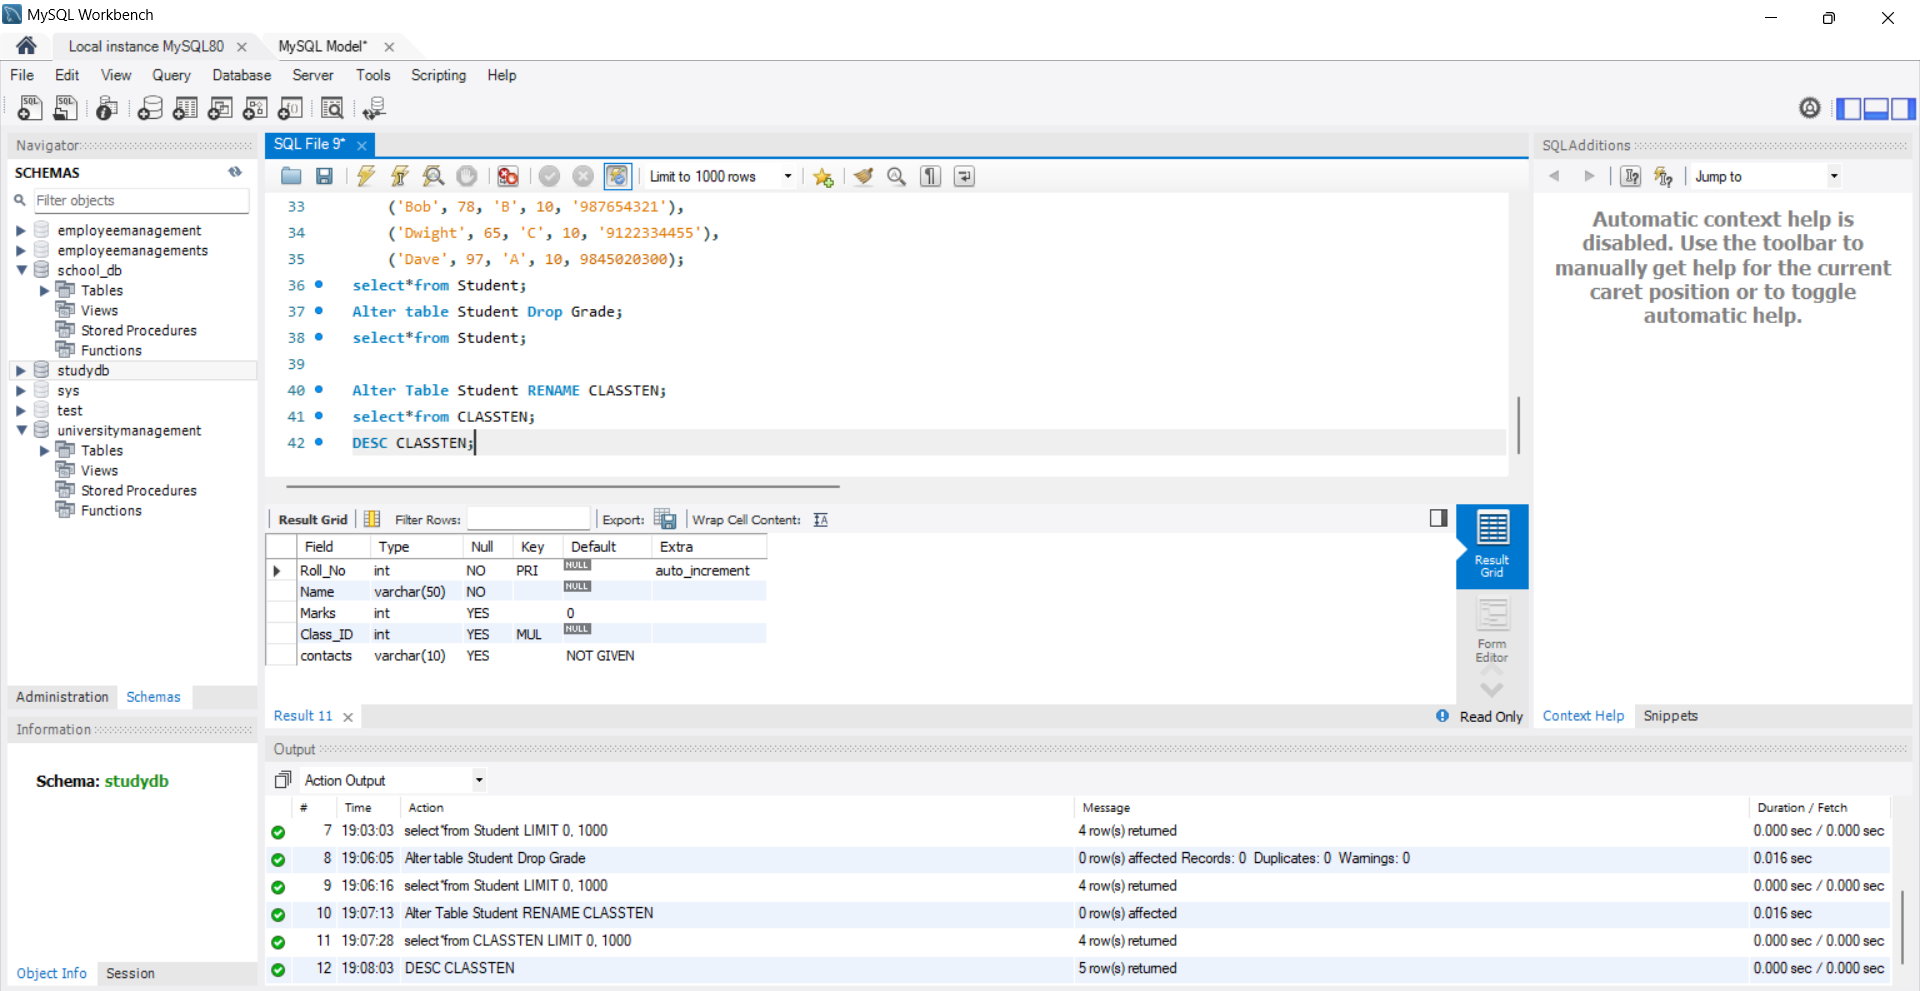 MySQL Workbench
Local instance MySQL80
MySQL Model*
File Edit View Query Database Server Tools Scripting Help
Navigator
SCHEMAS
Filter objects
employeemanagement
employeemanagements
school_db
Tables
Views
Stored Procedures
Functions
studydb
sys
test
universitymanagement
Tables
Views
Stored Procedures
Functions
Administration Schemas
Information
Schema: studydb
Object Info Session
SQL File 9*
Limit to 1000 rows
33 ('Bob', 78, 'B', 10, '987654321'),
34 ('Dwight', 65, 'C', 10, '9122334455'),
35 ('Dave', 97, 'A', 10, 9845020300);
36 select*from Student;
37 Alter table Student Drop Grade;
38 select*from Student;
39
40 Alter Table Student RENAME CLASSTEN;
41 select*from CLASSTEN;
42 DESC CLASSTEN;
Result Grid Filter Rows: Export: Wrap Cell Content:
Field Type Null Key Default Extra
Roll_No int NO PRI NULL auto_increment
Name varchar(50) NO NULL
Marks int YES 0
Class_ID int YES MUL NULL
contacts varchar(10) YES NOT GIVEN
Result Grid
Form Editor
Result 11
Read Only
SQLAdditions
Jump to
Automatic context help is
disabled. Use the toolbar to
manually get help for the current
caret position or to toggle
automatic help.
Context Help Snippets
Output
Action Output
# Time Action Message Duration / Fetch
7 19:03:03 select*from Student LIMIT 0, 1000 4 row(s) returned 0.000 sec / 0.000 sec
8 19:06:05 Alter table Student Drop Grade 0 row(s) affected Records: 0 Duplicates: 0 Warnings: 0 0.016 sec
9 19:06:16 select*from Student LIMIT 0, 1000 4 row(s) returned 0.000 sec / 0.000 sec
10 19:07:13 Alter Table Student RENAME CLASSTEN 0 row(s) affected 0.016 sec
11 19:07:28 select*from CLASSTEN LIMIT 0, 1000 4 row(s) returned 0.000 sec / 0.000 sec
12 19:08:03 DESC CLASSTEN 5 row(s) returned 0.000 sec / 0.000 sec